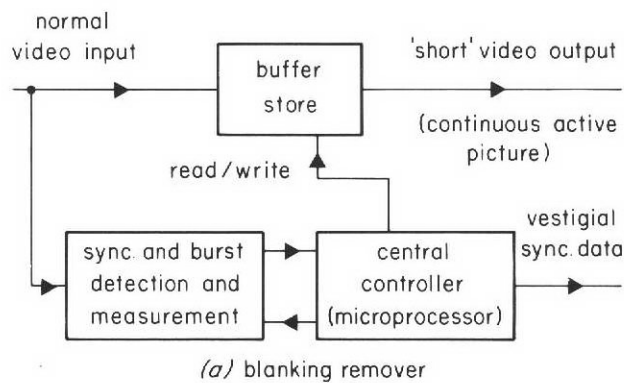 normal
video input
buffer
store
'short' video output
(continuous active
picture)
read/write
vestigial
sync. data
sync. and burst
detection and
measurement
central
controller
(microprocessor)
(a) blanking remover